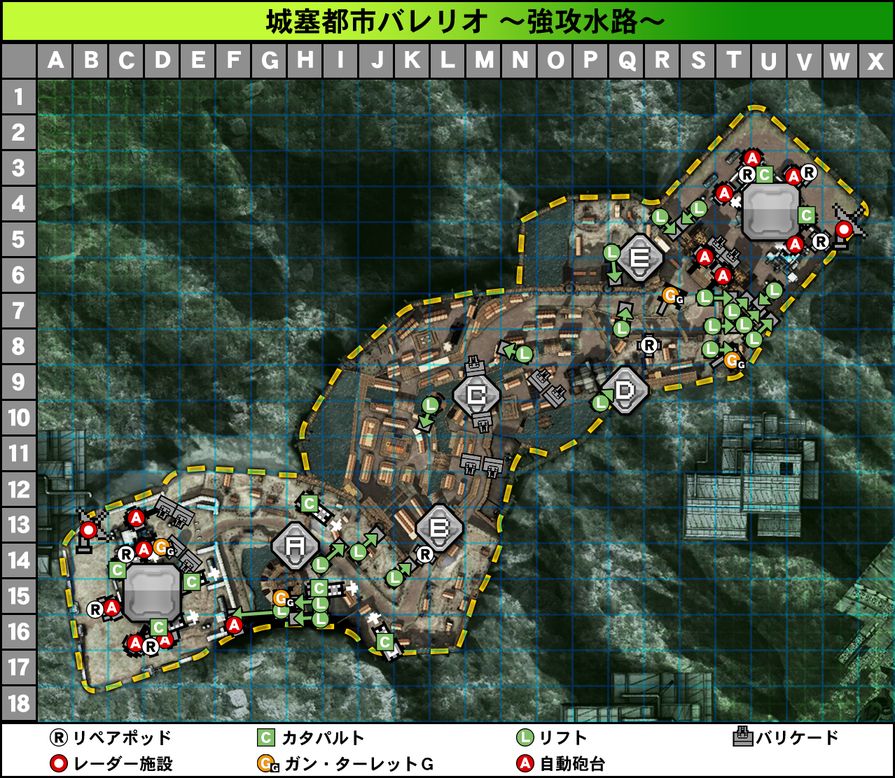 城塞都市バレリオ ～強攻水路～
A B C D E F G H I J K L M N O P Q R S T U V W X
1
2
A
3
R C A R
A
4
L L
C
5
L E A R
A
6
A
7
G G L L
L
L L L
8
L R L
L G G
9
C D
10
L L
11
12
C
13
A B
14
R A G G A L L R
C
C L
15
R A G G C L
L
16
C A L
A R A C
17
18
R リペアポッド C カタパルト L リフト バリケード
レーダー施設 G G ガン・ターレットG A 自動砲台